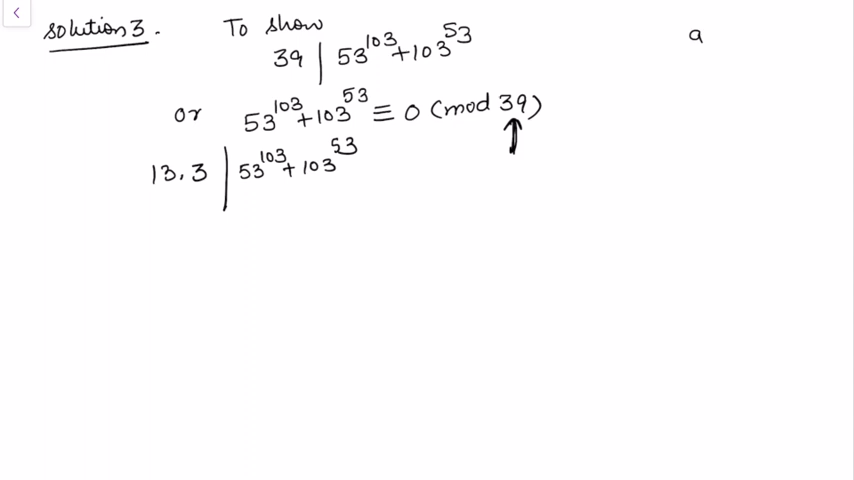 solution 3. To show
39 | 53^103 + 103^53
a
or 53^103 + 103^53 ≡ 0 (mod 39)
13, 3 | 53^103 + 103^53